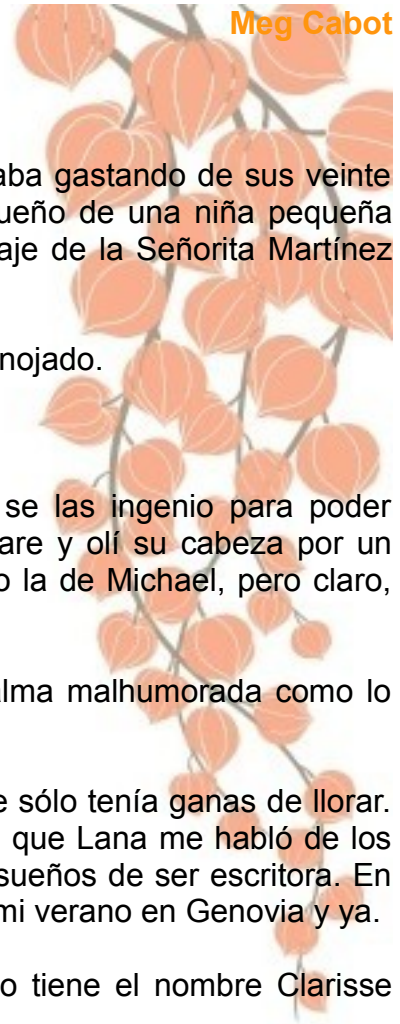 Meg Cabot
aba gastando de sus veinte
ueño de una niña pequeña
aje de la Señorita Martínez
nojado.
se las ingenio para poder
are y olí su cabeza por un
o la de Michael, pero claro,
alma malhumorada como lo
e sólo tenía ganas de llorar.
que Lana me habló de los
sueños de ser escritora. En
mi verano en Genovia y ya.
o tiene el nombre Clarisse